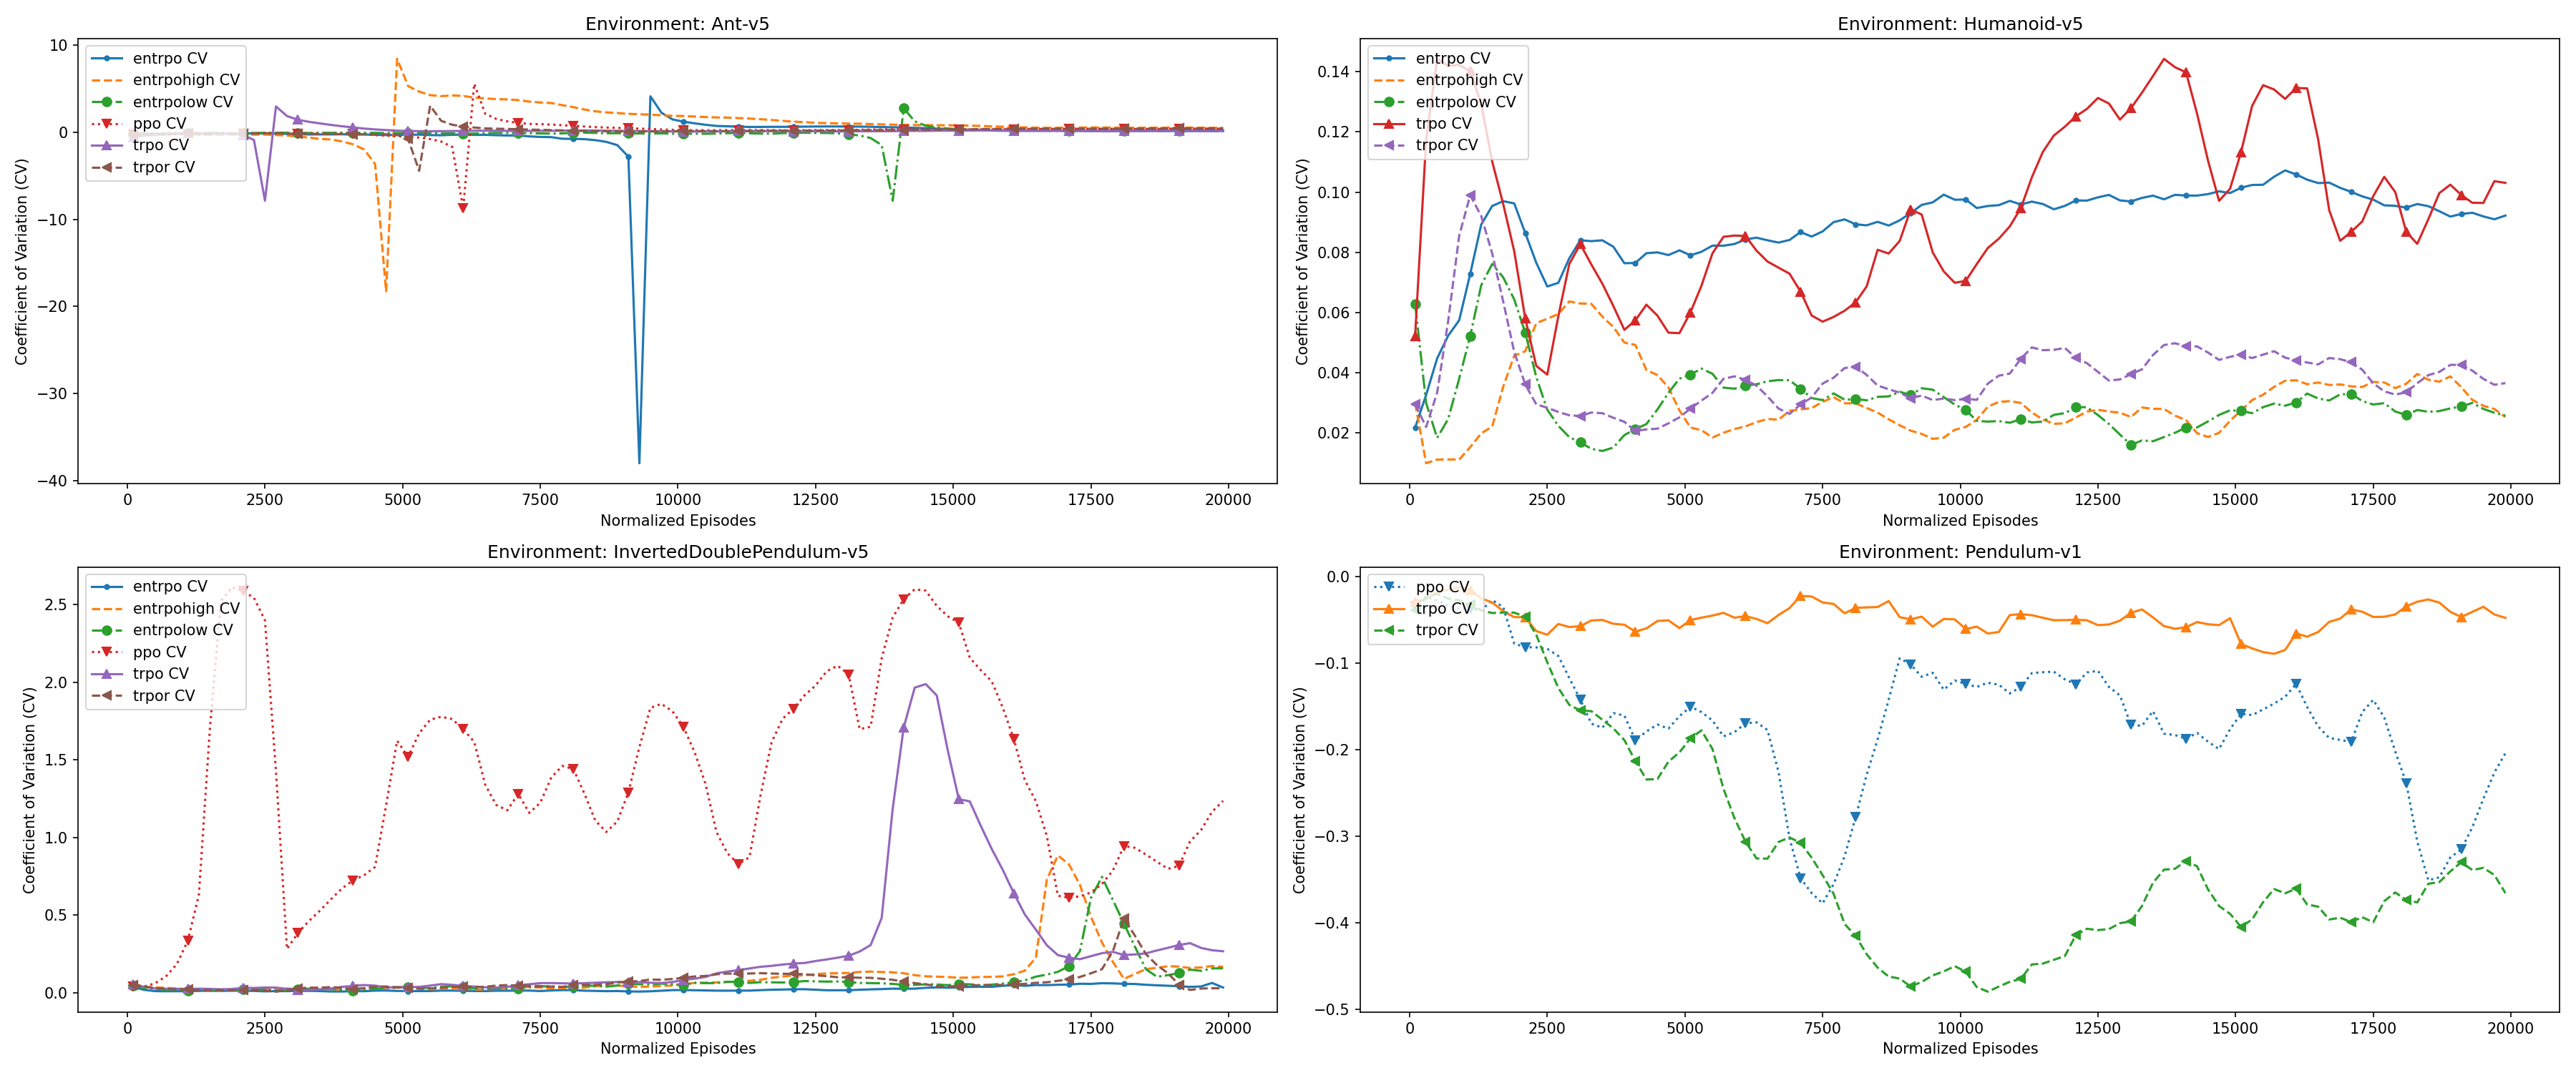 Environment: Ant-v5
Coefficient of Variation (CV)
10
0
−10
−20
−30
−40
entrpo CV
entrpohigh CV
entrpolow CV
ppo CV
trpo CV
trpor CV
0 2500 5000 7500 10000 12500 15000 17500 20000
Normalized Episodes
Environment: Humanoid-v5
Coefficient of Variation (CV)
0.14
0.12
0.10
0.08
0.06
0.04
0.02
entrpo CV
entrpohigh CV
entrpolow CV
trpo CV
trpor CV
0 2500 5000 7500 10000 12500 15000 17500 20000
Normalized Episodes
Environment: InvertedDoublePendulum-v5
Coefficient of Variation (CV)
2.5
2.0
1.5
1.0
0.5
0.0
entrpo CV
entrpohigh CV
entrpolow CV
ppo CV
trpo CV
trpor CV
0 2500 5000 7500 10000 12500 15000 17500 20000
Normalized Episodes
Environment: Pendulum-v1
Coefficient of Variation (CV)
0.0
−0.1
−0.2
−0.3
−0.4
−0.5
ppo CV
trpo CV
trpor CV
0 2500 5000 7500 10000 12500 15000 17500 20000
Normalized Episodes